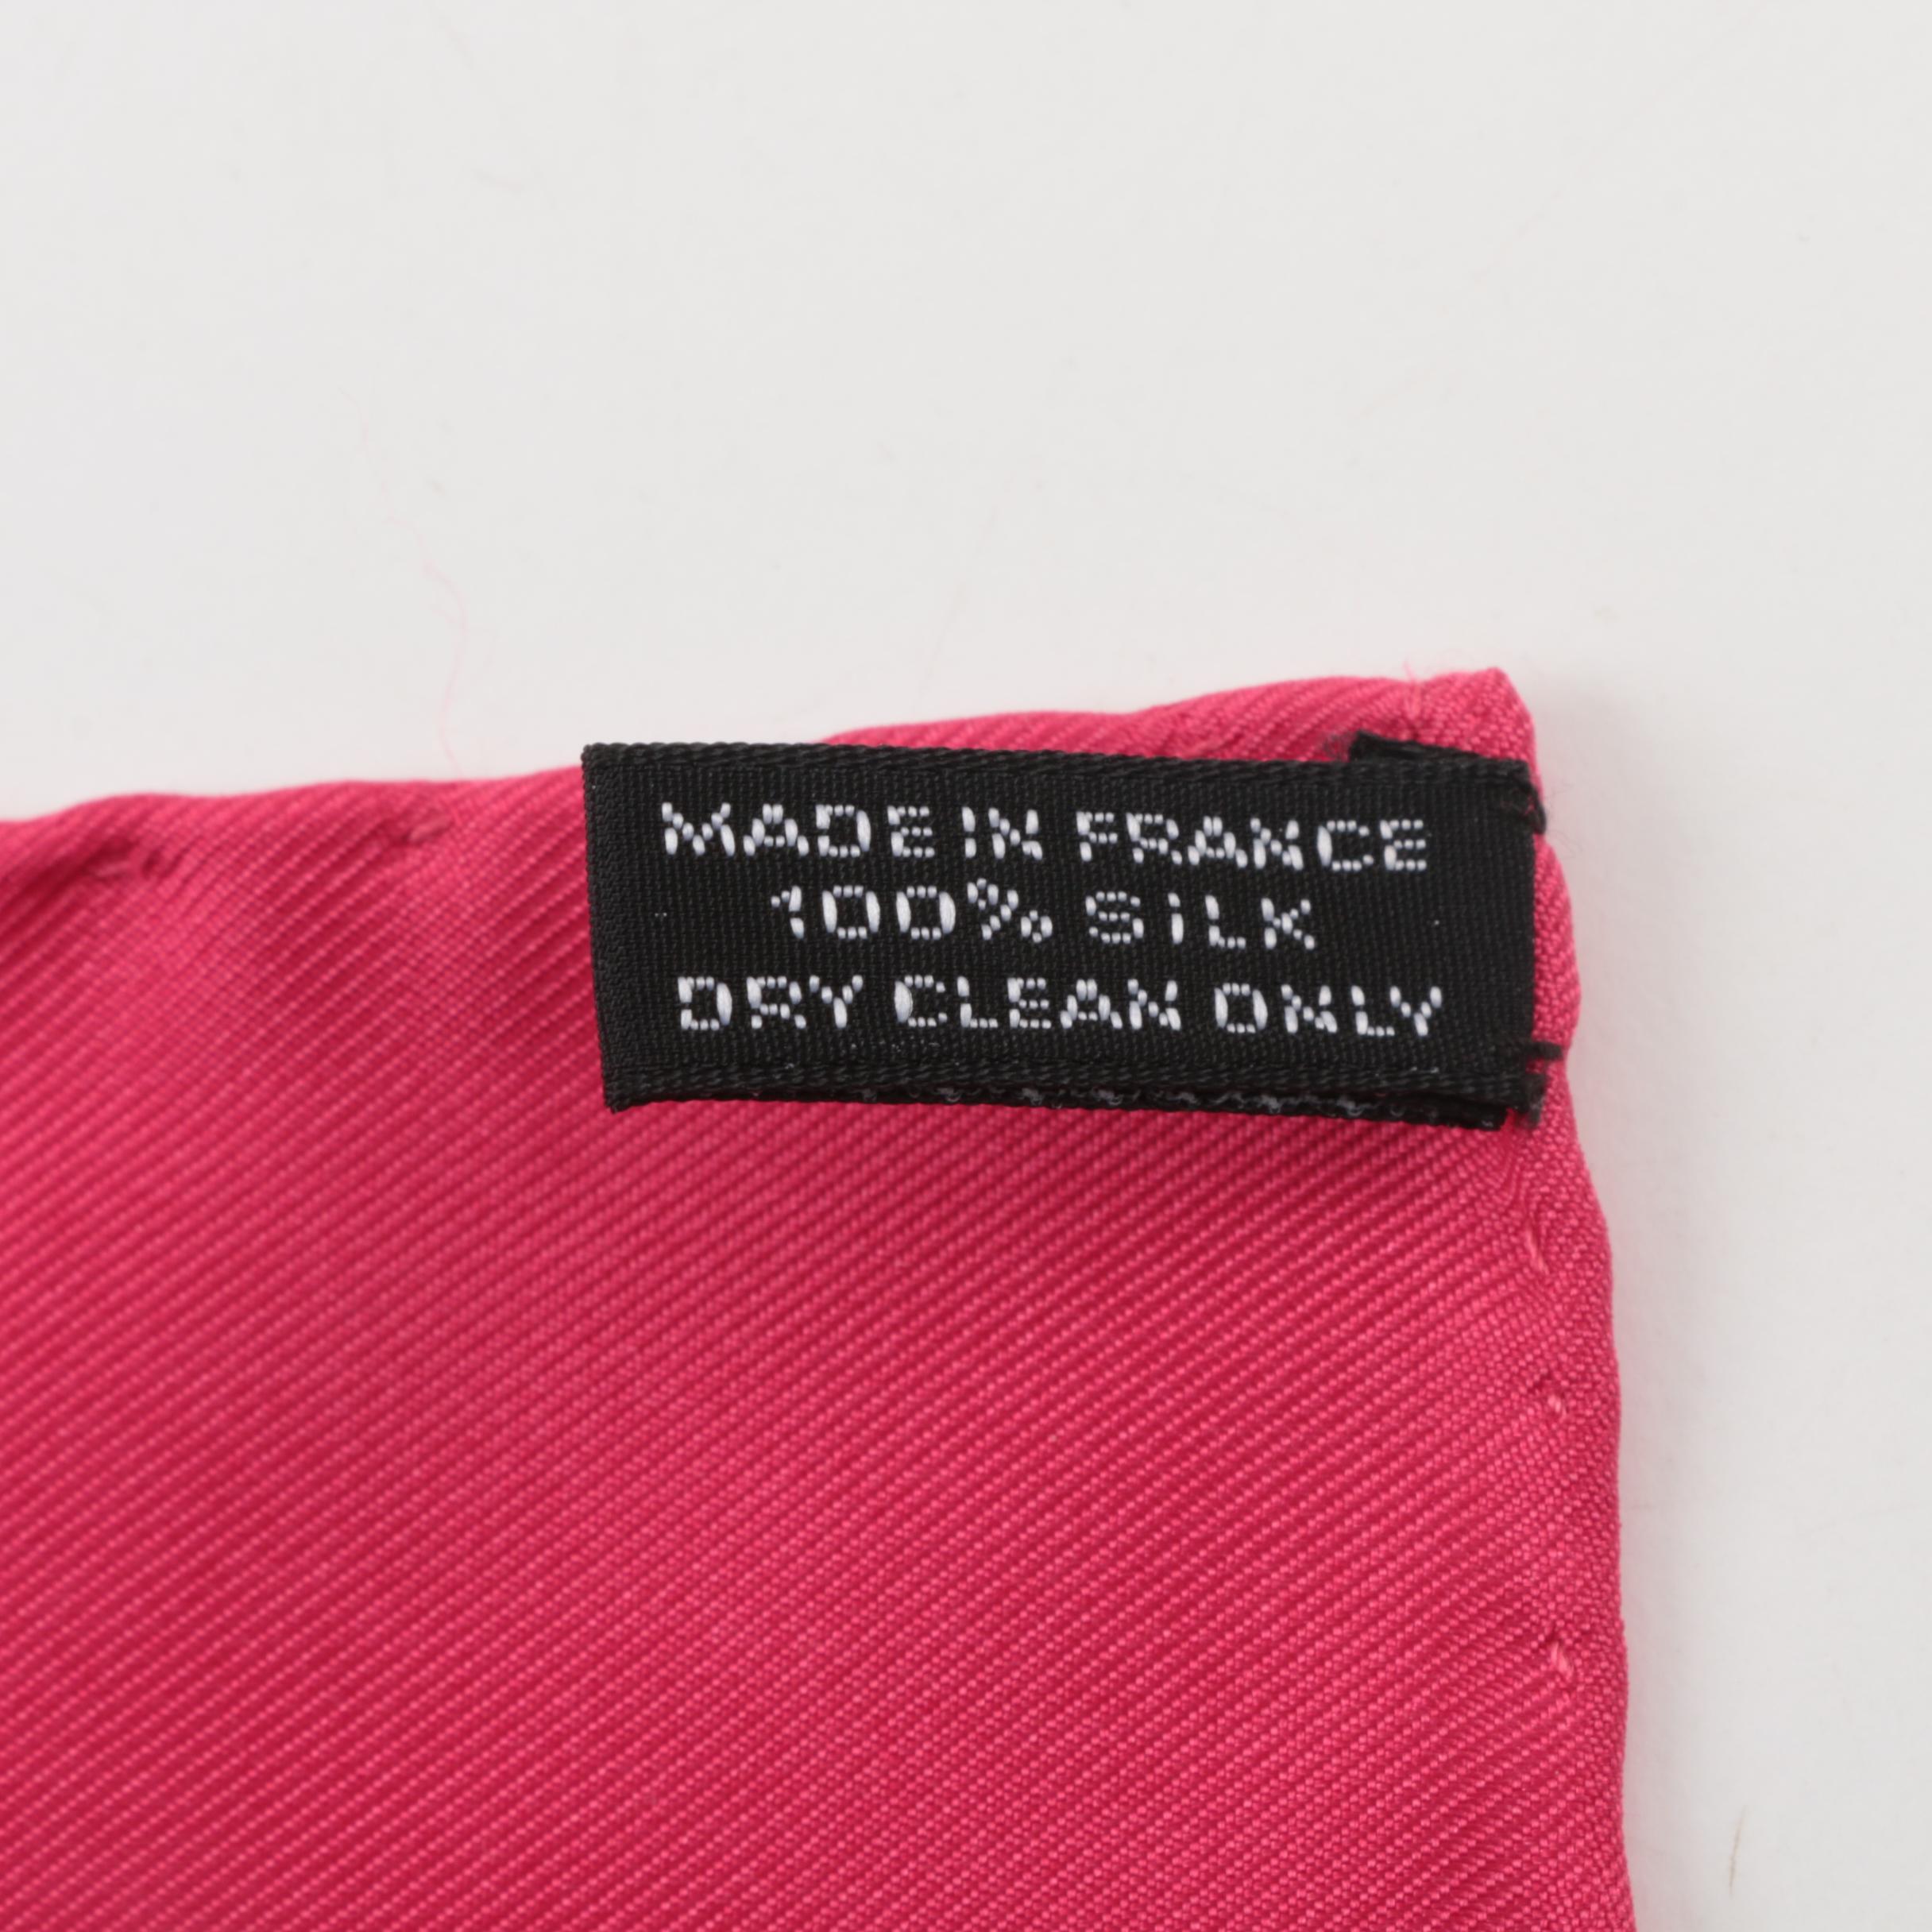 MADE IN FRANCE
100% SiLK
DRY CLEAN ONLY